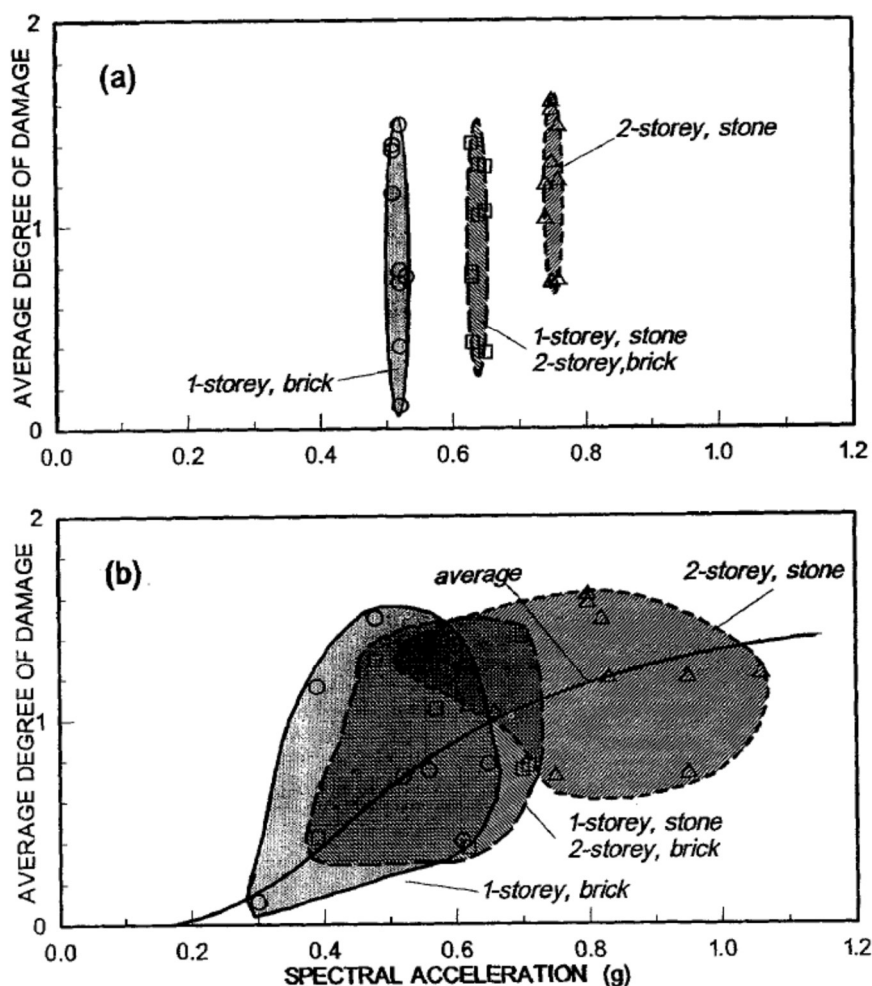 AVERAGE DEGREE OF DAMAGE
2
1
0
(a)
2-storey, stone
1-storey, stone
2-storey,brick
1-storey, brick
0.0 0.2 0.4 0.6 0.8 1.0 1.2
AVERAGE DEGREE OF DAMAGE
2
1
0
(b)
average
2-storey, stone
1-storey, stone
2-storey, brick
1-storey, brick
0.0 0.2 0.4 0.6 0.8 1.0 1.2
SPECTRAL ACCELERATION (g)